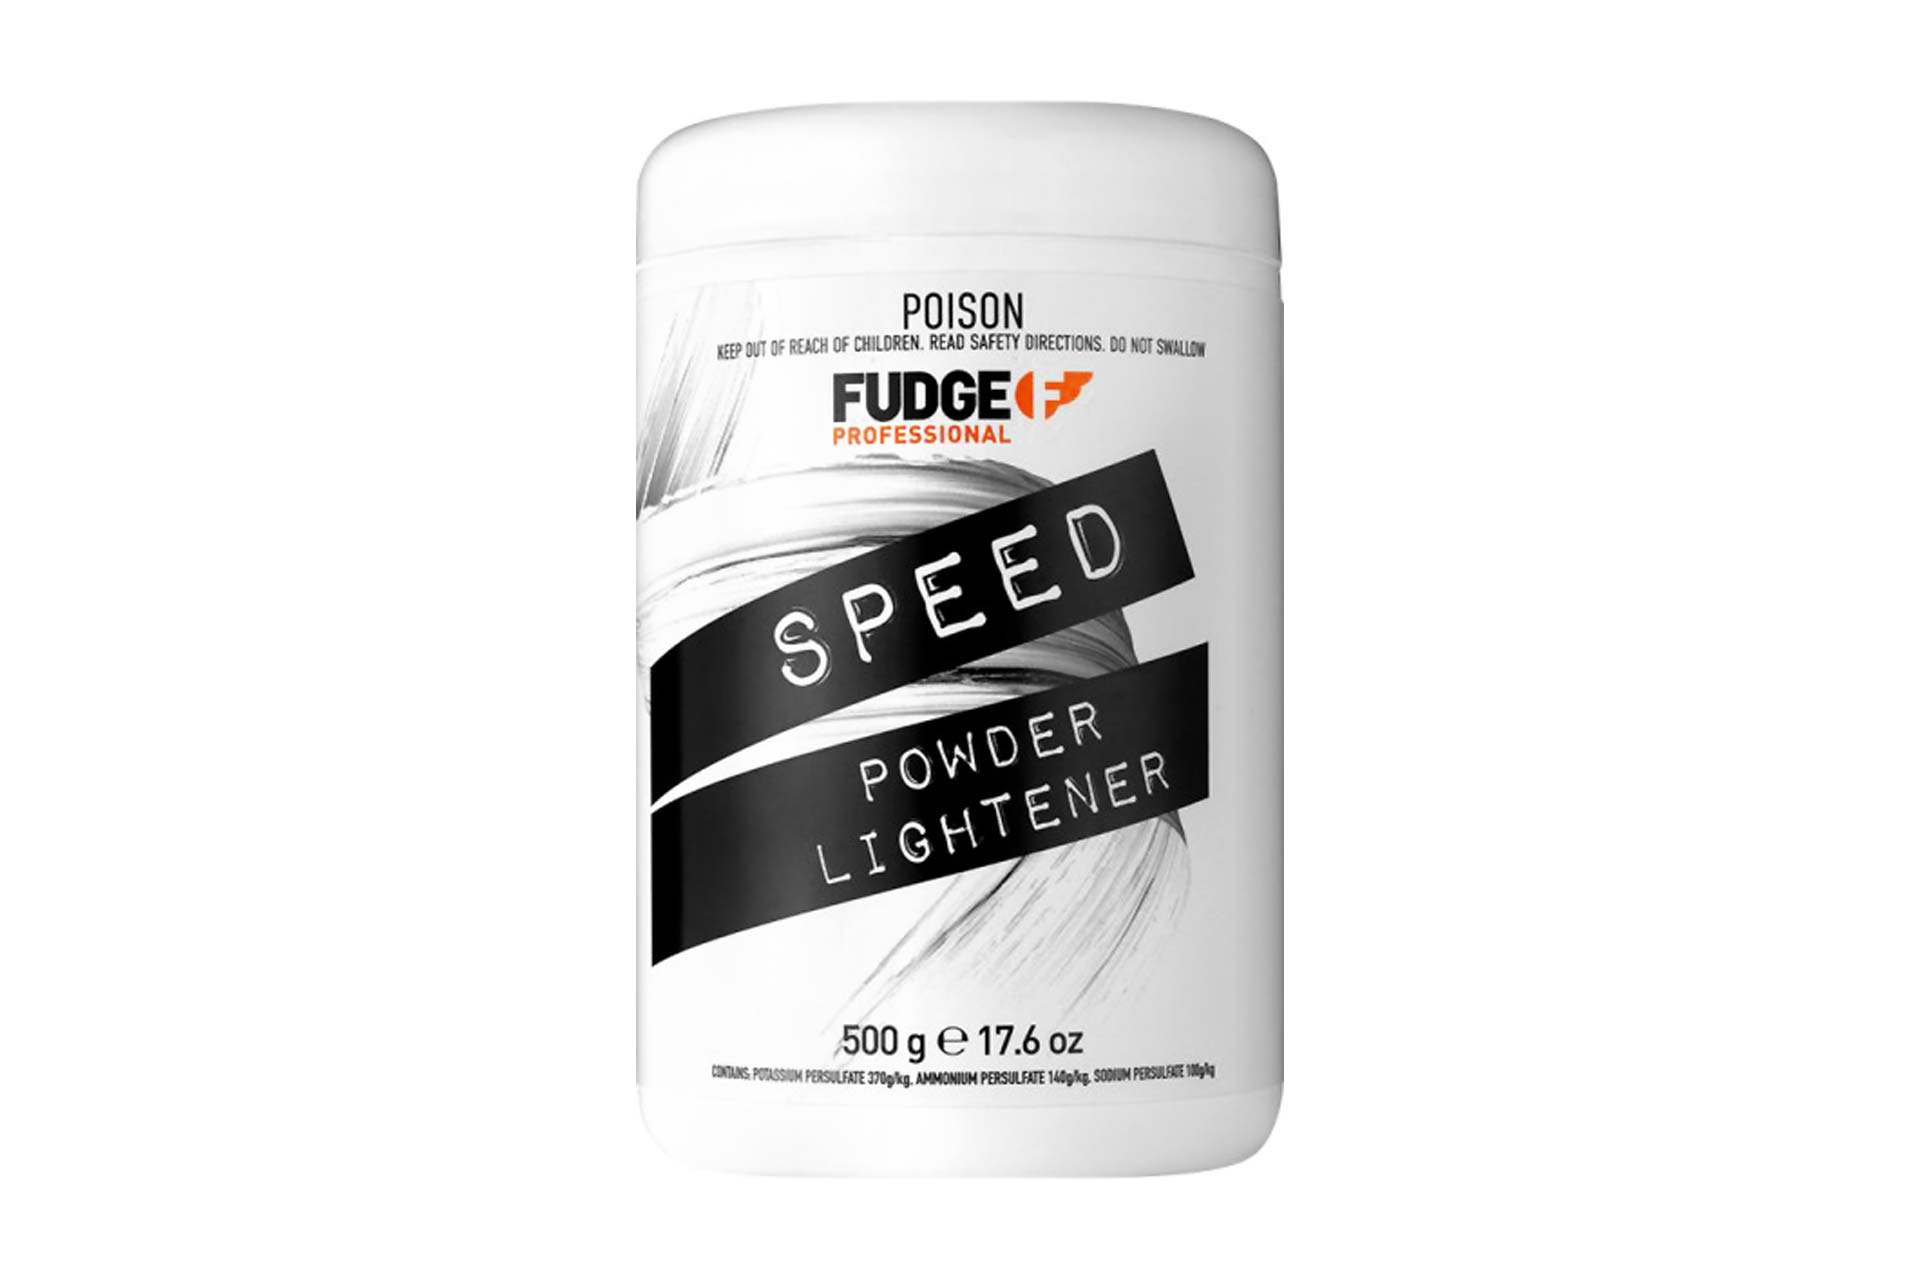 POISON
KEEP OUT OF REACH OF CHILDREN. READ SAFETY DIRECTIONS. DO NOT SWALLOW
FUDGE F
PROFESSIONAL
SPEED
POWDER
LIGHTENER
500 g ℮ 17.6 oz
CONTAINS: POTASSIUM PERSULFATE 370g/kg. AMMONIUM PERSULFATE 140g/kg. SODIUM PERSULFATE 100g/kg